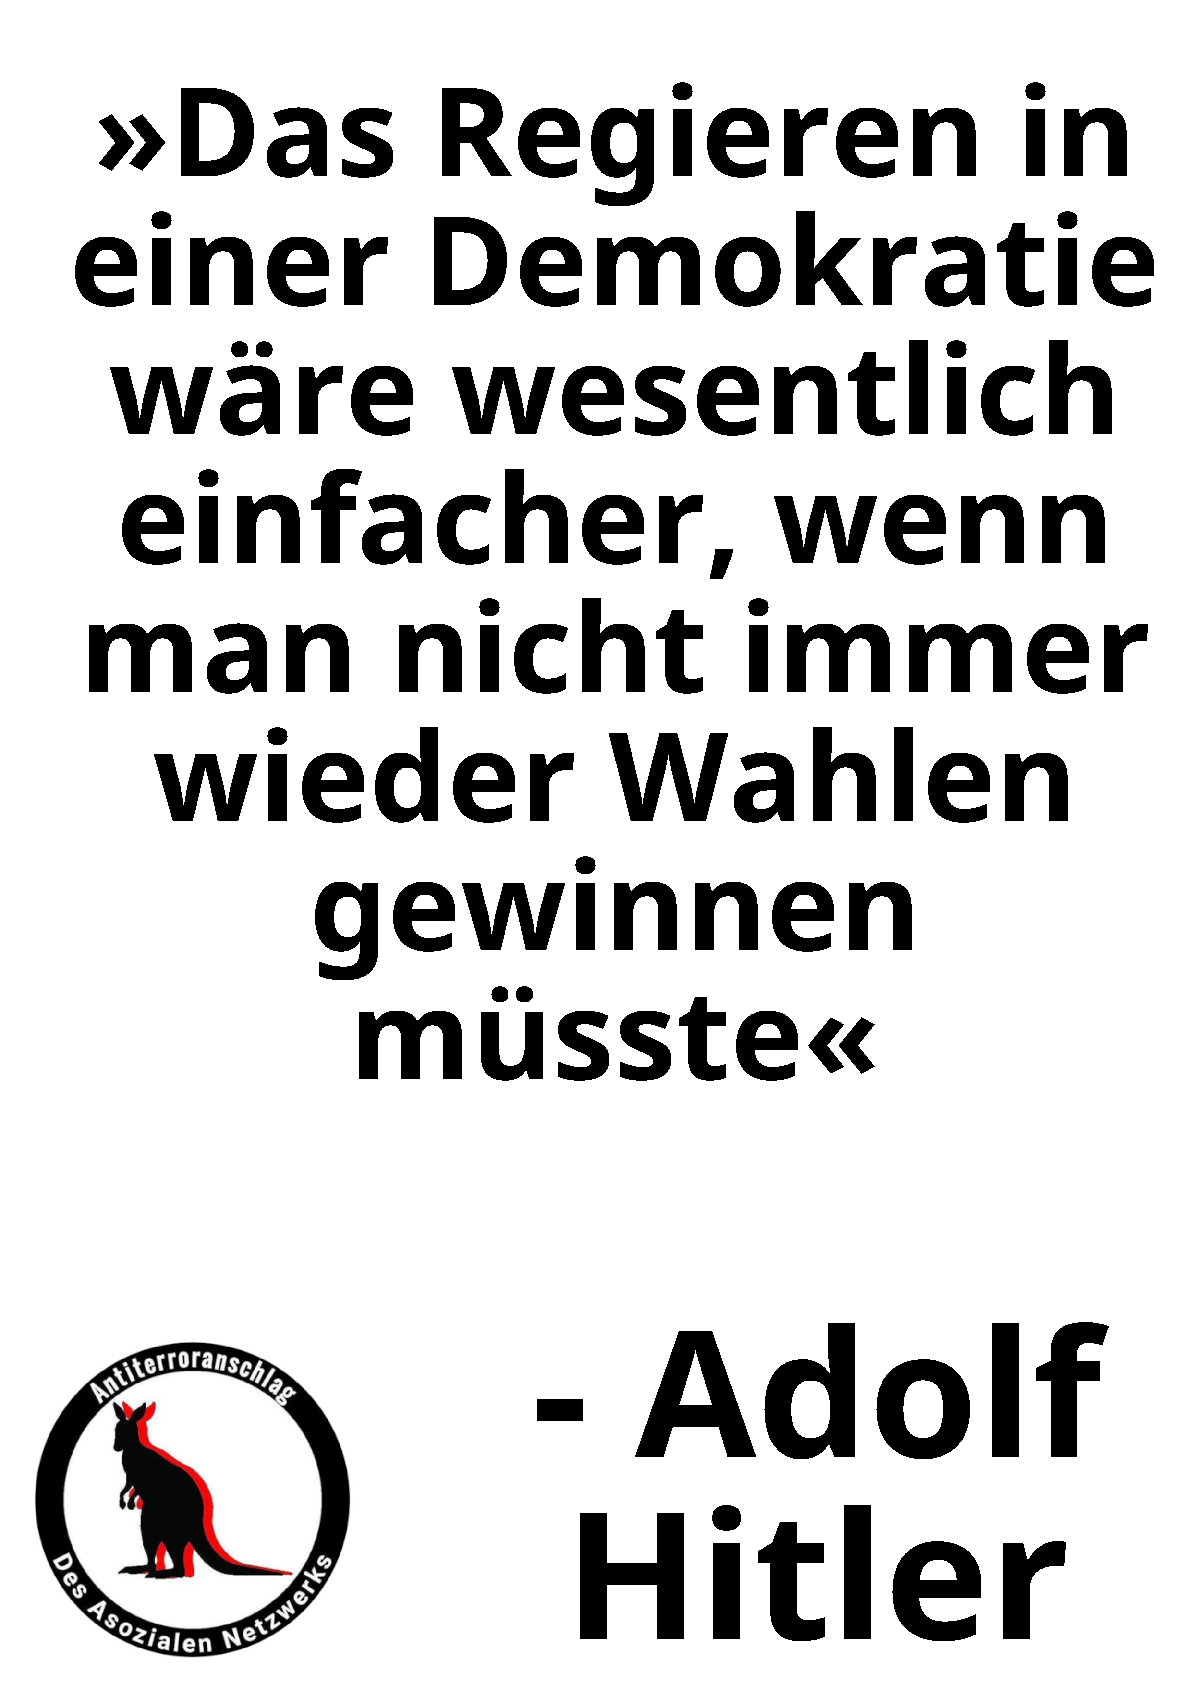 »Das Regieren in
einer Demokratie
wäre wesentlich
einfacher, wenn
man nicht immer
wieder Wahlen
gewinnen
müsste«
- Adolf
Hitler
Antiterroranschlag
Des Asozialen Netzwerks